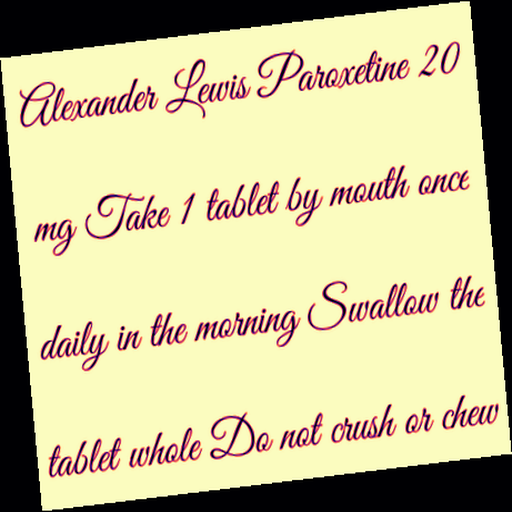 Alexander Lewis Paroxetine 20
mg Take 1 tablet by mouth once
daily in the morning Swallow the
tablet whole Do not crush or chew